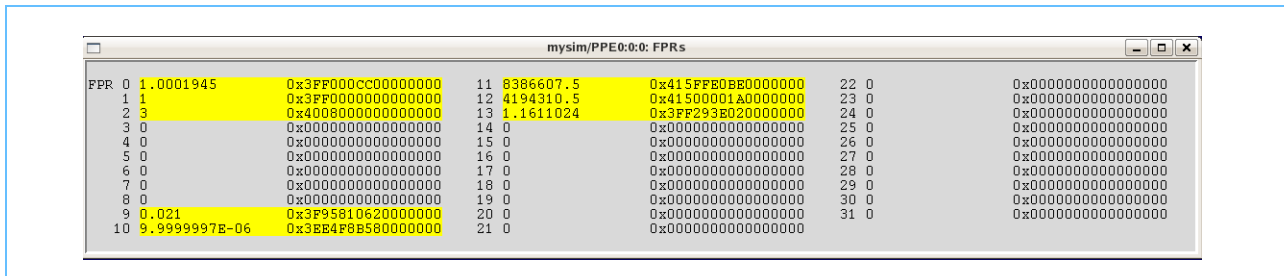 mysim/PPE0:0:0: FPRs
FPR 0 1.0001945 0x3FF000CC00000000 11 8386607.5 0x415FFE0BE0000000 22 0 0x0000000000000000
1 1 0x3FF0000000000000 12 4194310.5 0x41500001A0000000 23 0 0x0000000000000000
2 3 0x4008000000000000 13 1.1611024 0x3FF293E020000000 24 0 0x0000000000000000
3 0 0x0000000000000000 14 0 0x0000000000000000 25 0 0x0000000000000000
4 0 0x0000000000000000 15 0 0x0000000000000000 26 0 0x0000000000000000
5 0 0x0000000000000000 16 0 0x0000000000000000 27 0 0x0000000000000000
6 0 0x0000000000000000 17 0 0x0000000000000000 28 0 0x0000000000000000
7 0 0x0000000000000000 18 0 0x0000000000000000 29 0 0x0000000000000000
8 0 0x0000000000000000 19 0 0x0000000000000000 30 0 0x0000000000000000
9 0.021 0x3F95810620000000 20 0 0x0000000000000000 31 0 0x0000000000000000
10 9.9999997E-06 0x3EE4F8B580000000 21 0 0x0000000000000000